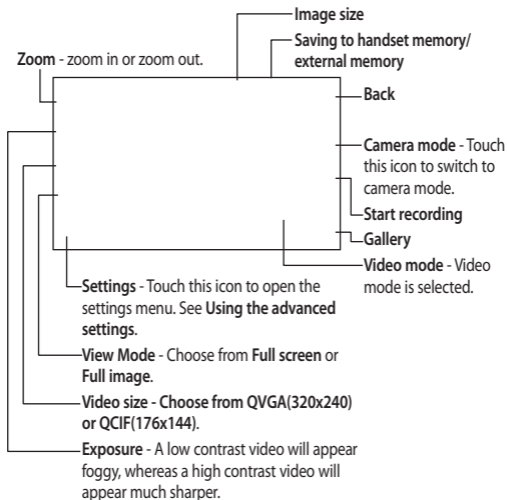 Image size
Saving to handset memory/
external memory
Zoom - zoom in or zoom out.
Back
Camera mode - Touch
this icon to switch to
camera mode.
Start recording
Gallery
Video mode - Video
mode is selected.
Settings - Touch this icon to open the
settings menu. See Using the advanced
settings.
View Mode - Choose from Full screen or
Full image.
Video size - Choose from QVGA(320x240)
or QCIF(176x144).
Exposure - A low contrast video will appear
foggy, whereas a high contrast video will
appear much sharper.